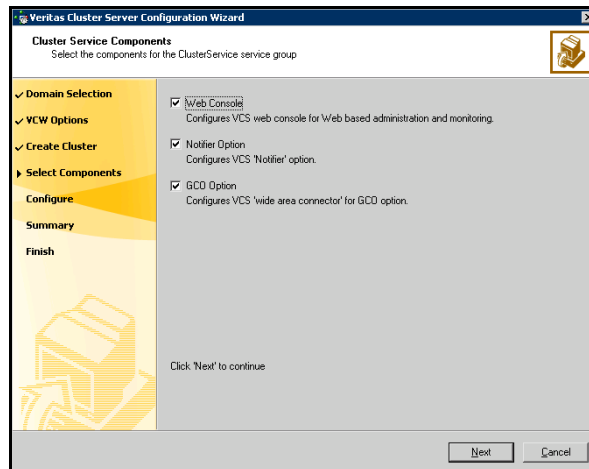 Veritas Cluster Server Configuration Wizard
Cluster Service Components
Select the components for the ClusterService service group
Domain Selection
VCW Options
Create Cluster
Select Components
Configure
Summary
Finish
Web Console
Configures VCS web console for Web based administration and monitoring.
Notifier Option
Configures VCS 'Notifier' option.
GCO Option
Configures VCS 'wide area connector' for GCO option.
Click 'Next' to continue
Next
Cancel